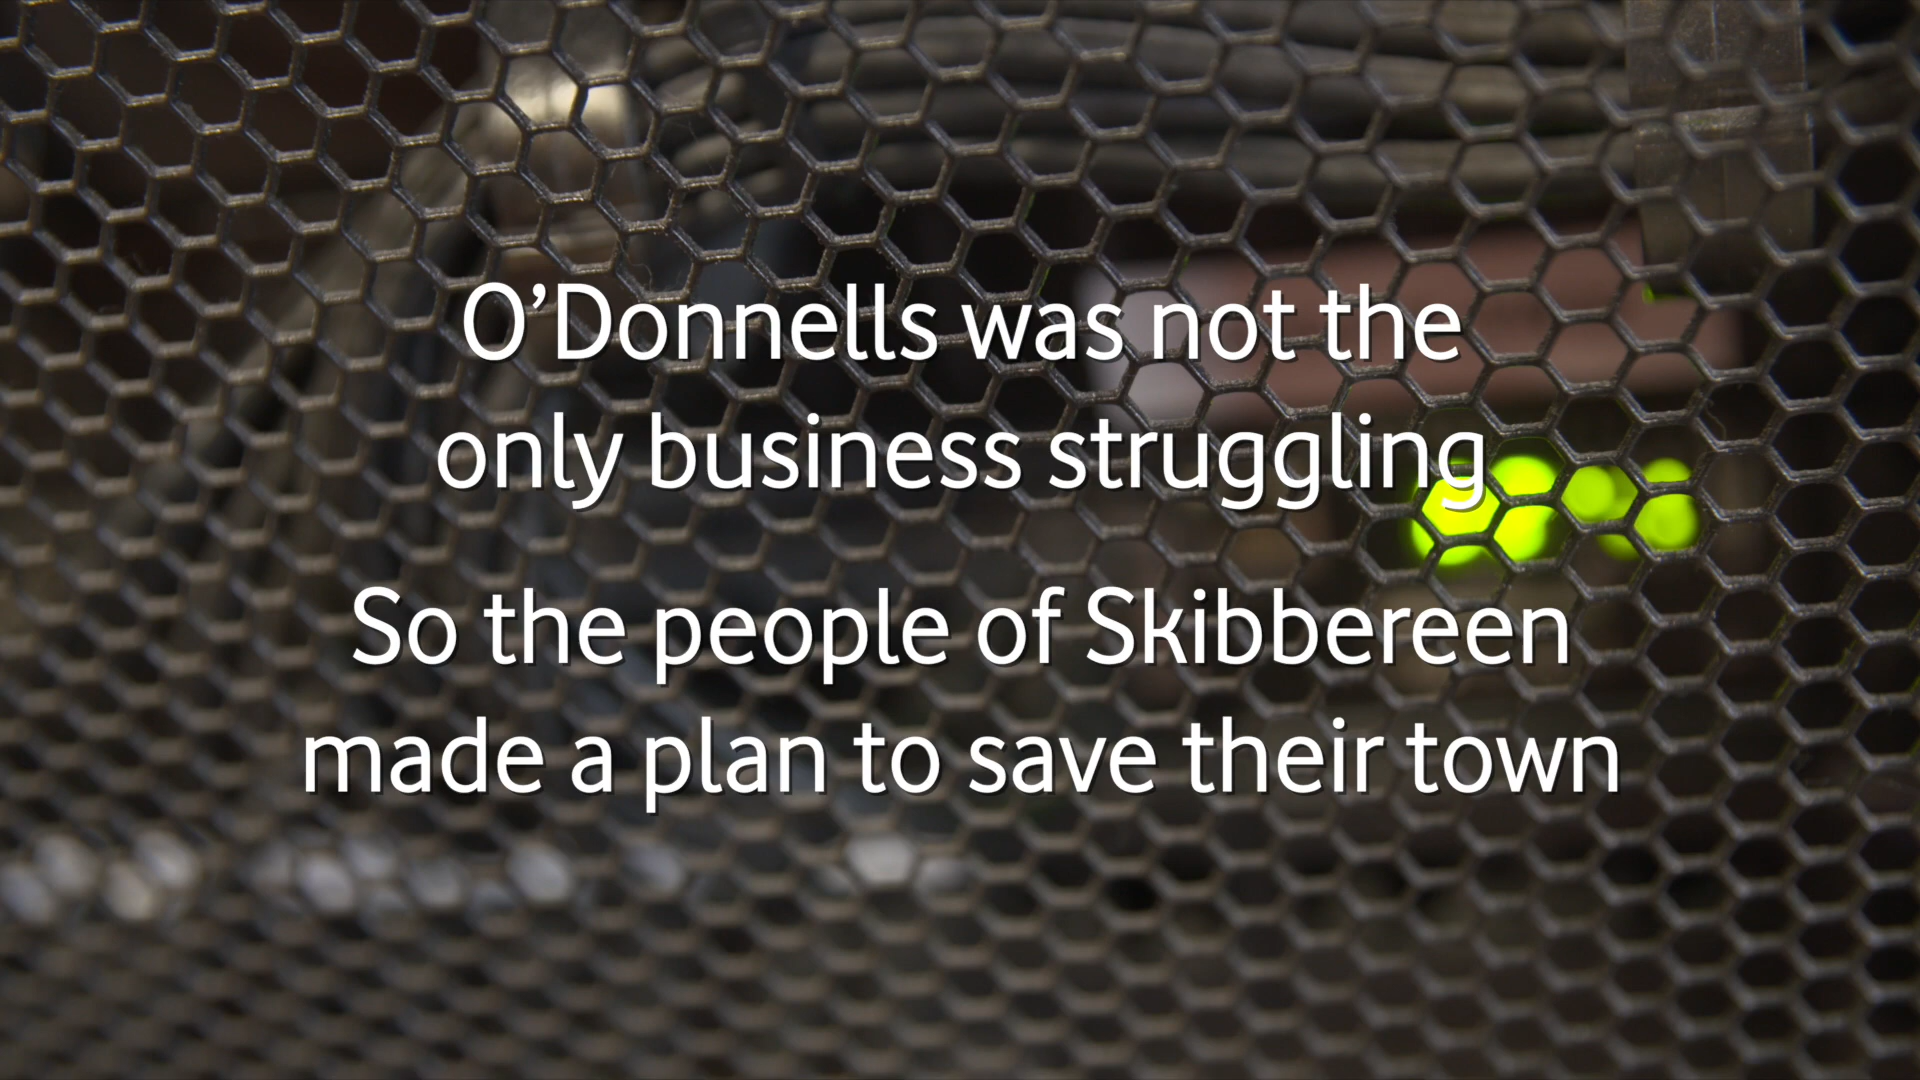 O’Donnells was not the
only business struggling
So the people of Skibbereen
made a plan to save their town